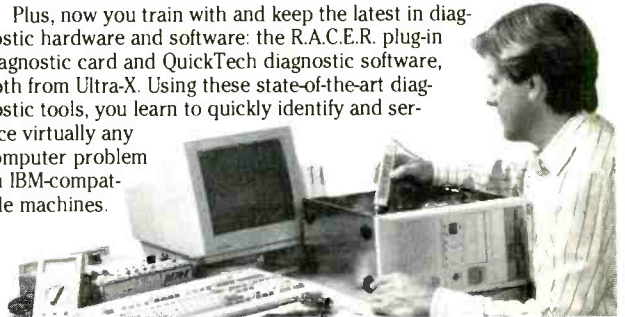 Plus, now you train with and keep the latest in diag-
ostic hardware and software: the R.A.C.E.R. plug-in
agnostic card and QuickTech diagnostic software,
oth from Ultra-X. Using these state-of-the-art diag-
ostic tools, you learn to quickly identify and ser-
ce virtually any
omputer problem
n IBM-compat-
le machines.